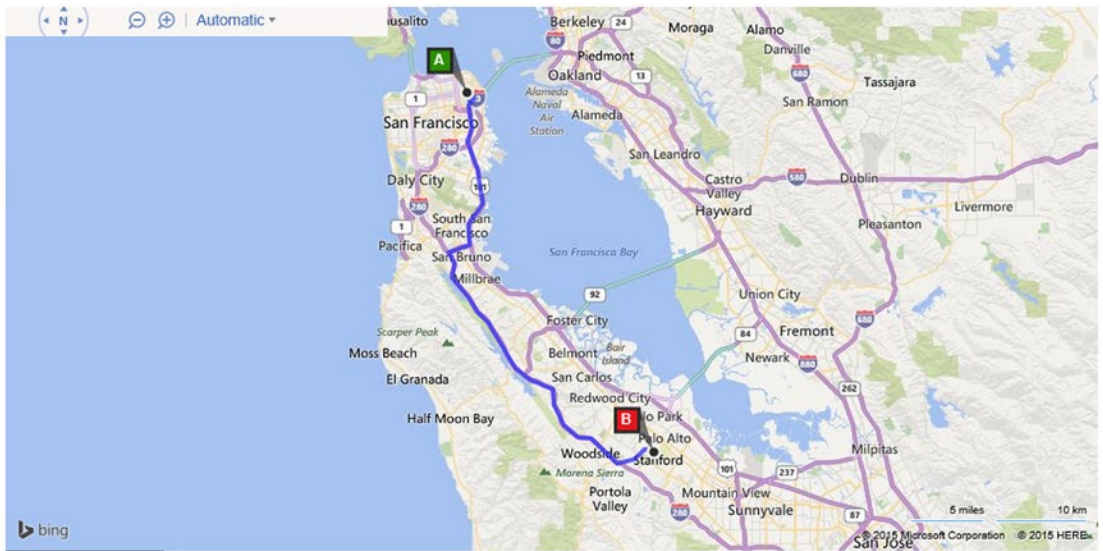 N
Automatic
usalito
Berkeley
24
Moraga
Alamo
80
Danville
Piedmont
A
Oakland
13
680
Tassajara
1
Alameda
Naval
Air
Station
San Ramon
San Francisco
Alameda
280
San Leandro
Daly City
101
Castro
Valley
580
Dublin
280
Hayward
Livermore
South San
Francisco
1
Pleasanton
Pacifica
San Bruno
San Francisco Bay
Millbrae
92
Union City
680
Scarper Peak
Foster City
84
Fremont
Moss Beach
Belmont
Bair
Island
Newark
880
El Granada
San Carlos
262
Redwood City
Half Moon Bay
B
lo Park
Palo Alto
Woodside
Stanford
Milpitas
Morena Sierra
101
237
Portola
Valley
Mountain View
280
Sunnyvale
5 miles
10 km
87
bing
San Jose
© 2015 Microsoft Corporation
© 2015 HERE